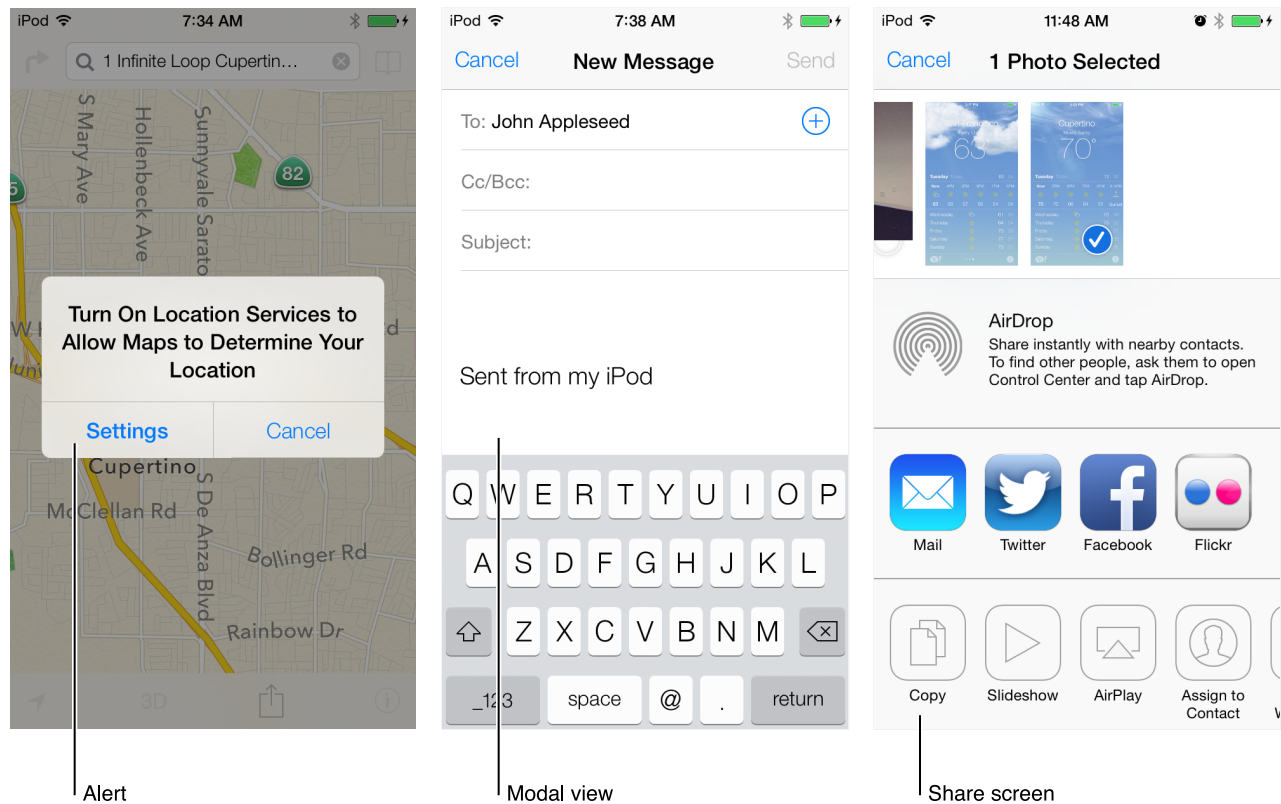 iPod 7:34 AM
1 Infinite Loop Cupertin…
S Mary Ave
Hollenbeck Ave
Sunnyvale Sarato
82
5
Turn On Location Services to
Allow Maps to Determine Your
Location
Settings Cancel
Cupertino
McClellan Rd
S De Anza Blvd
Bollinger Rd
Rainbow Dr
3D
Alert
iPod 7:38 AM
Cancel New Message Send
To: John Appleseed
Cc/Bcc:
Subject:
Sent from my iPod
Q W E R T Y U I O P
A S D F G H J K L
Z X C V B N M
_123 space @ . return
Modal view
iPod 11:48 AM
Cancel 1 Photo Selected
63
Cupertino
70°
AirDrop
Share instantly with nearby contacts.
To find other people, ask them to open
Control Center and tap AirDrop.
Mail Twitter Facebook Flickr
Copy Slideshow AirPlay Assign to
Contact
Share screen